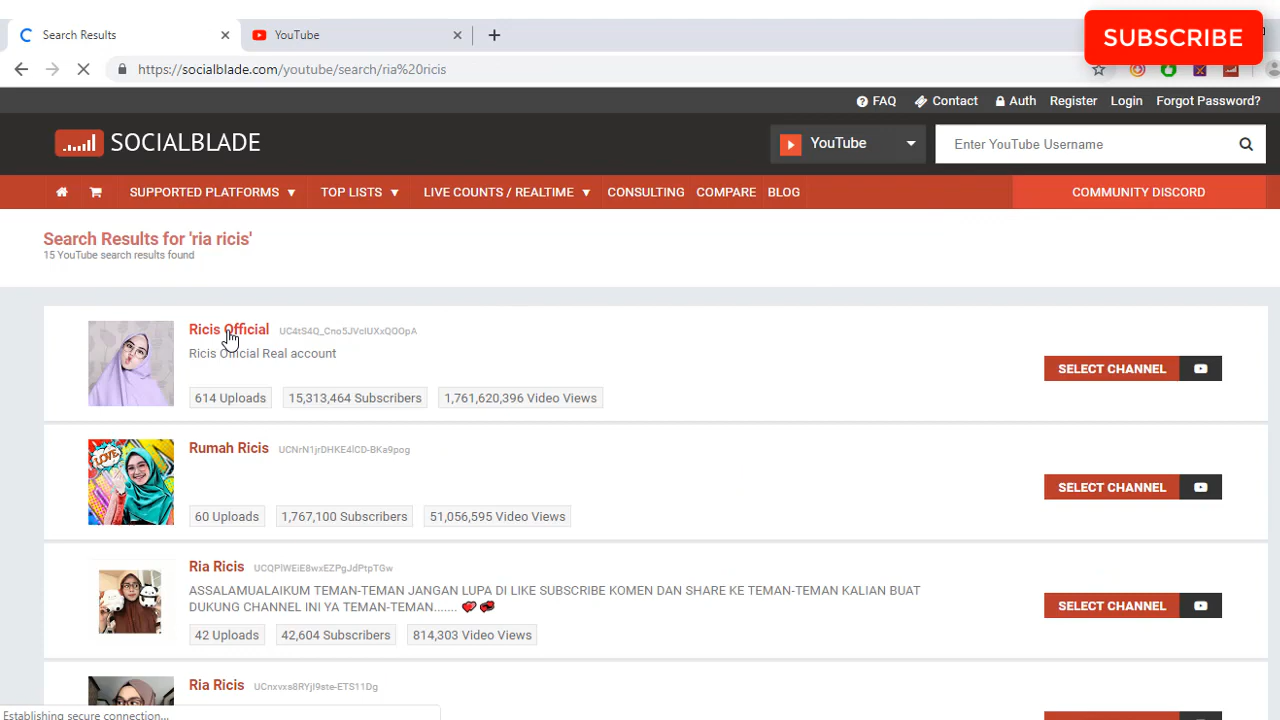 Search Results
YouTube
SUBSCRIBE
https://socialblade.com/youtube/search/ria%20ricis
FAQ
Contact
Auth
Register
Login
Forgot Password?
SOCIALBLADE
YouTube
Enter YouTube Username
SUPPORTED PLATFORMS
TOP LISTS
LIVE COUNTS / REALTIME
CONSULTING
COMPARE
BLOG
COMMUNITY DISCORD
Search Results for 'ria ricis'
15 YouTube search results found
Ricis Official
Ricis Official Real account
614 Uploads
15,313,464 Subscribers
1,761,620,396 Video Views
SELECT CHANNEL
LOVE
Rumah Ricis
60 Uploads
1,767,100 Subscribers
51,056,595 Video Views
SELECT CHANNEL
Ria Ricis
ASSALAMUALAIKUM TEMAN-TEMAN JANGAN LUPA DI LIKE SUBSCRIBE KOMEN DAN SHARE KE TEMAN-TEMAN KALIAN BUAT
DUKUNG CHANNEL INI YA TEMAN-TEMAN.......
42 Uploads
42,604 Subscribers
814,303 Video Views
SELECT CHANNEL
Ria Ricis
Establishing secure connection...